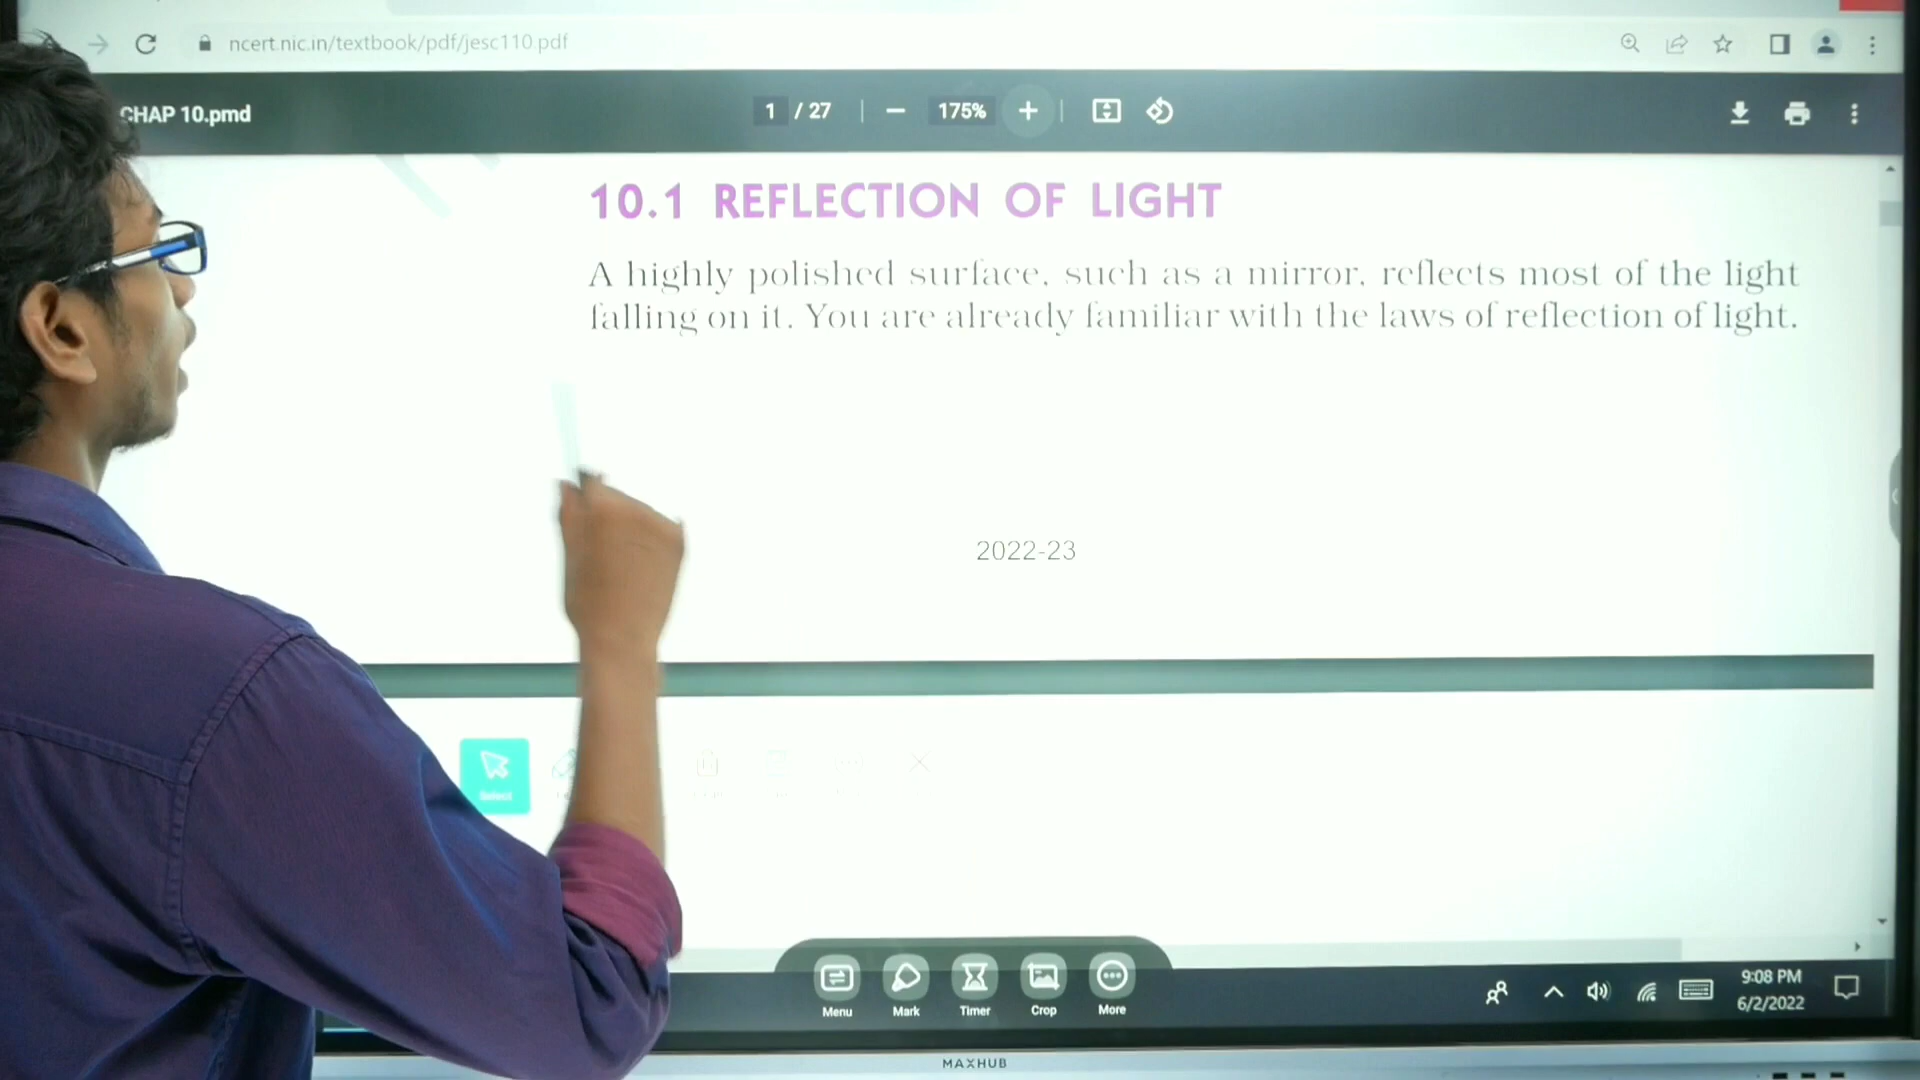 ncert.nic.in/textbook/pdf/jesc110.pdf
CHAP 10.pmd
1 / 27
175%
10.1 REFLECTION OF LIGHT
A highly polished surface, such as a mirror, reflects most of the light
falling on it. You are already familiar with the laws of reflection of light.
2022-23
Select
Menu
Mark
Timer
Crop
More
9:08 PM
6/2/2022
MAXHUB